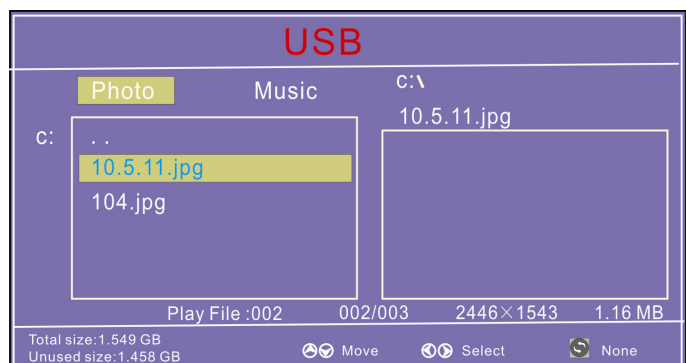 USB
Photo Music
C:\
10.5.11.jpg
C:
..
10.5.11.jpg
104.jpg
Play File :002 002/003 2446×1543 1.16 MB
Total size:1.549 GB
Unused size:1.458 GB
Move Select None